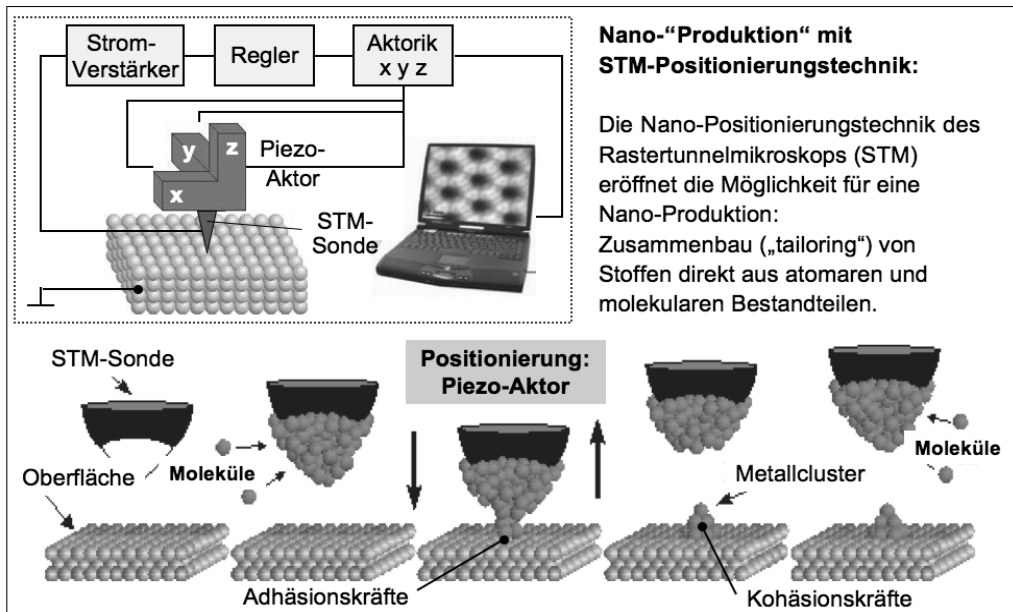 Strom-
Verstärker
Regler
Aktorik
x y z
y
z
x
Piezo-
Aktor
STM-
Sonde
Nano-“Produktion“ mit
STM-Positionierungstechnik:
Die Nano-Positionierungstechnik des
Rastertunnelmikroskops (STM)
eröffnet die Möglichkeit für eine
Nano-Produktion:
Zusammenbau („tailoring“) von
Stoffen direkt aus atomaren und
molekularen Bestandteilen.
STM-Sonde
Positionierung:
Piezo-Aktor
Oberfläche
Moleküle
Moleküle
Metallcluster
Adhäsionskräfte
Kohäsionskräfte